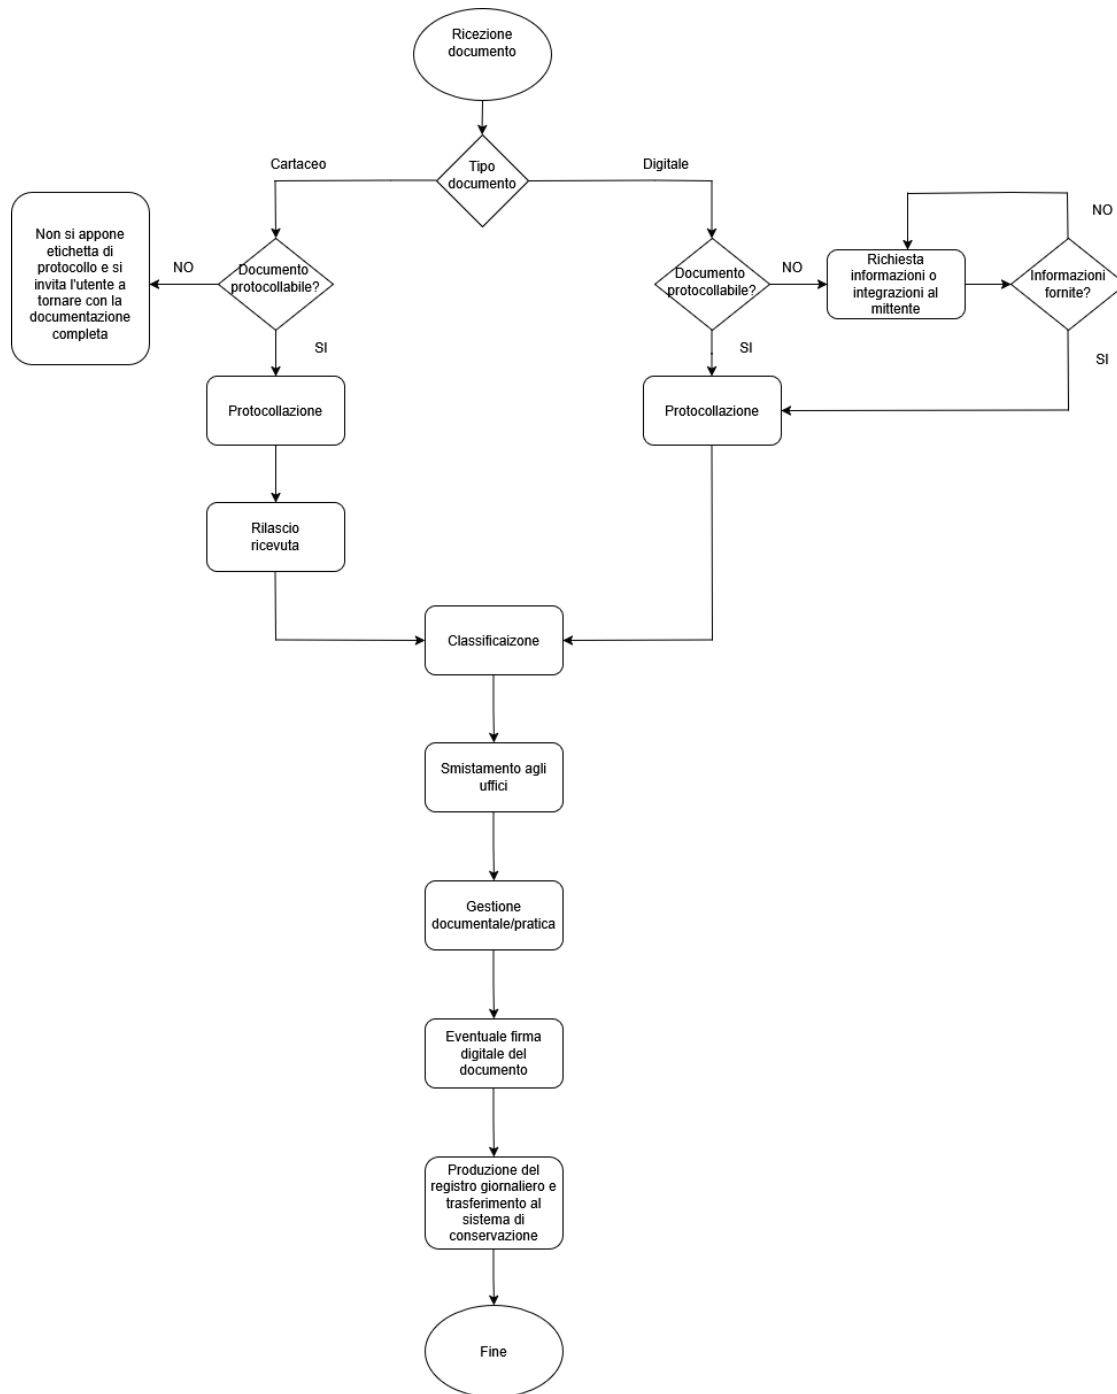 Ricezione
documento
Tipo
documento
Cartaceo
Digitale
Non si appone
etichetta di
protocollo e si
invita l'utente a
tornare con la
documentazione
completa
NO
Documento
protocollabile?
SI
Documento
protocollabile?
NO
SI
Richiesta
informazioni o
integrazioni al
mittente
Informazioni
fornite?
NO
SI
Protocollazione
Protocollazione
Rilascio
ricevuta
Classificaizone
Smistamento agli
uffici
Gestione
documentale/pratica
Eventuale firma
digitale del
documento
Produzione del
registro giornaliero e
trasferimento al
sistema di
conservazione
Fine